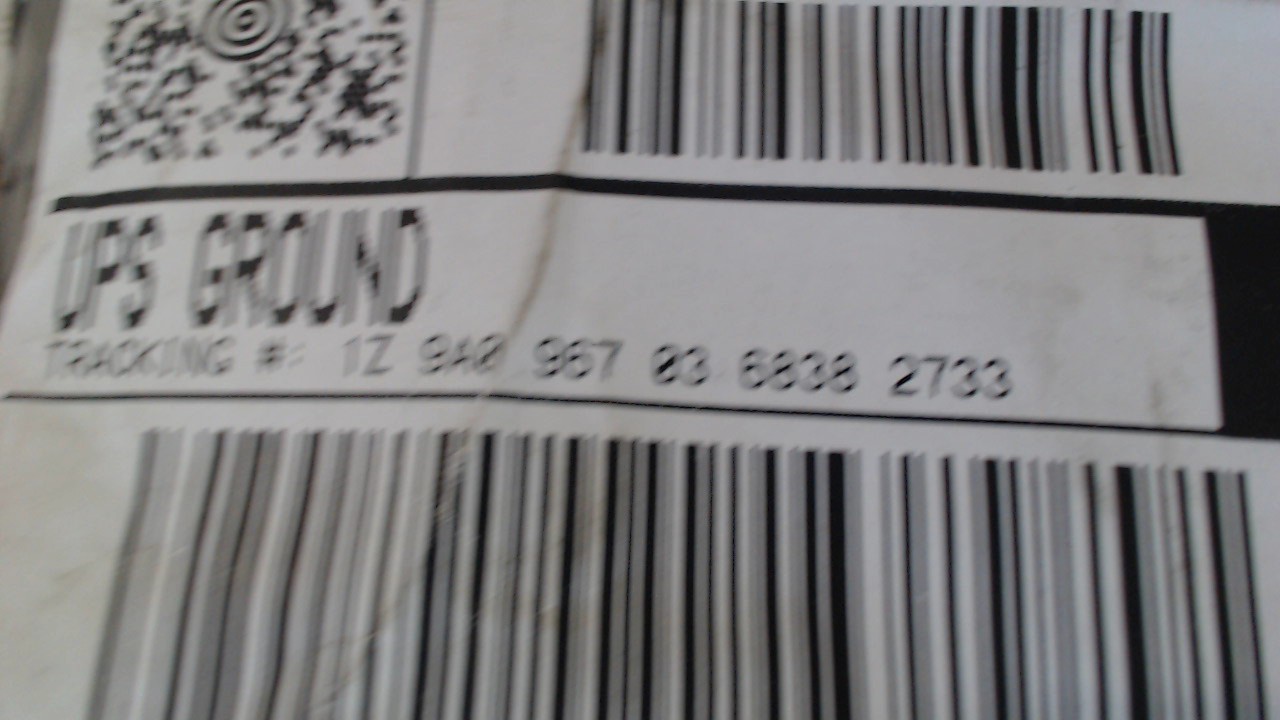 UPS GROUND
TRACKING #: 1Z 9A0 967 03 6838 2733